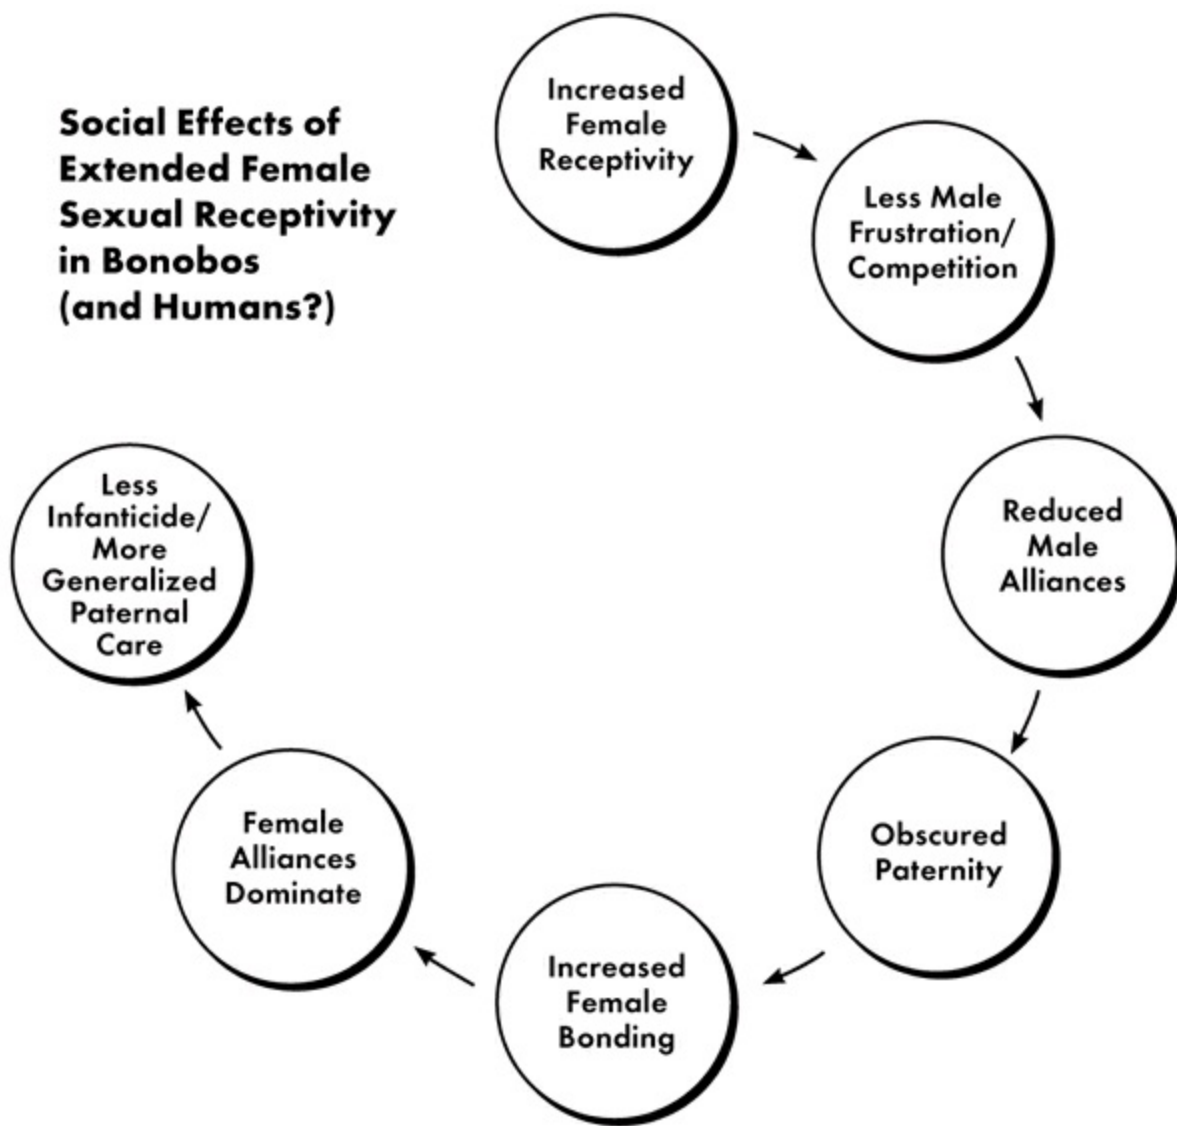 Social Effects of
Extended Female
Sexual Receptivity
in Bonobos
(and Humans?)
Increased
Female
Receptivity
Less Male
Frustration/
Competition
Reduced
Male
Alliances
Obscured
Paternity
Increased
Female
Bonding
Female
Alliances
Dominate
Less
Infanticide/
More
Generalized
Paternal
Care